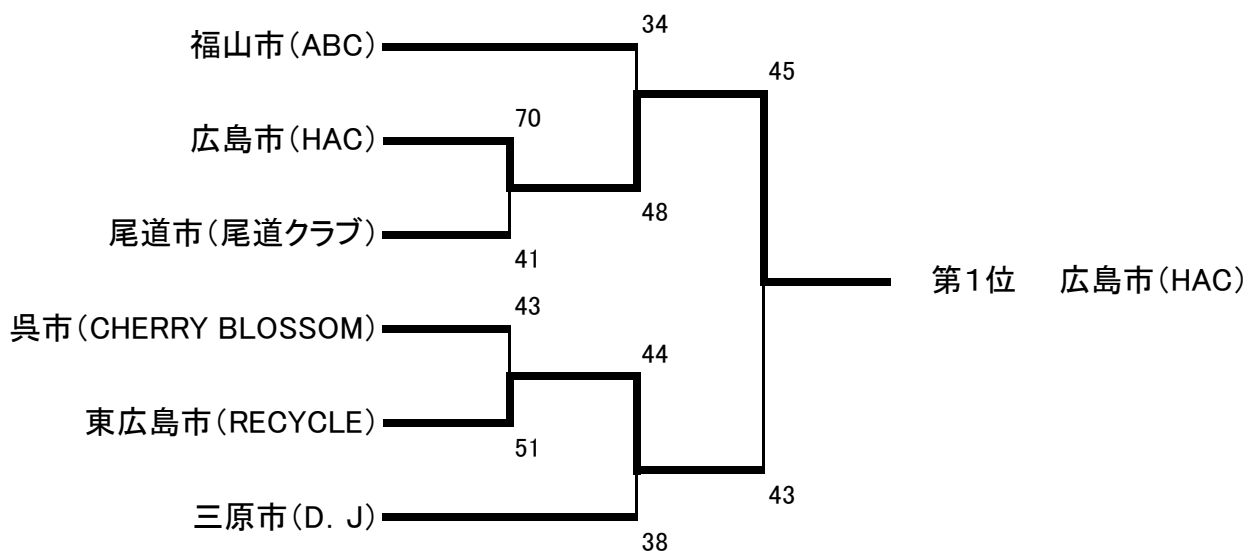 34
福山市（ABC）
45
70
広島市（HAC）
48
尾道市（尾道クラブ）
41
第１位　広島市（HAC）
43
呉市（CHERRY BLOSSOM）
44
東広島市（RECYCLE）
51
43
三原市（D．J）
38